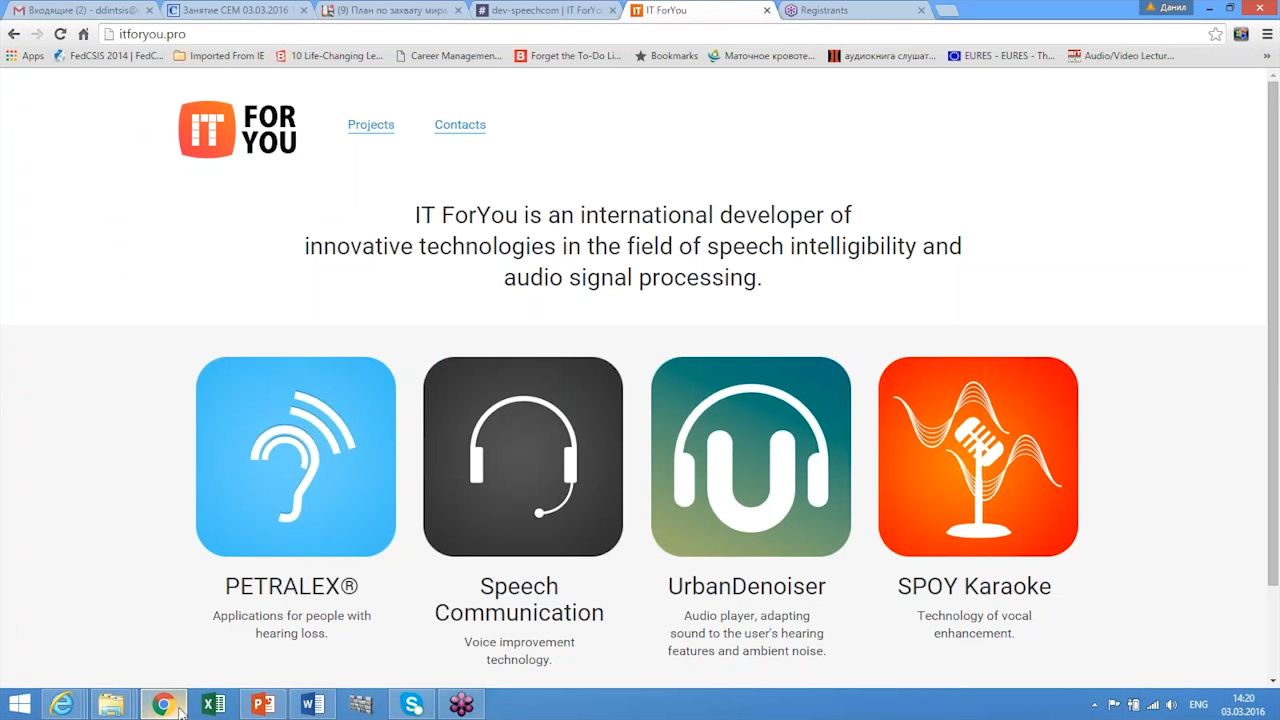 Входящие (2) - ddintsis@
Занятие СЕМ 03.03.2016
(9) План по захвату мира
dev-speechcom | IT ForYo
IT ForYou
Registrants
Данил
itforyou.pro
Apps
FedCSIS 2014 | FedC...
Imported From IE
10 Life-Changing Le...
Career Managemen...
Forget the To-Do Li...
Bookmarks
Маточное кровоте...
аудиокнига слушат...
EURES - EURES - Th...
Audio/Video Lectur...
IT FOR
YOU
Projects
Contacts
IT ForYou is an international developer of
innovative technologies in the field of speech intelligibility and
audio signal processing.
PETRALEX®
Applications for people with
hearing loss.
Speech
Communication
Voice improvement
technology.
UrbanDenoiser
Audio player, adapting
sound to the user's hearing
features and ambient noise.
SPOY Karaoke
Technology of vocal
enhancement.
ENG
14:20
03.03.2016